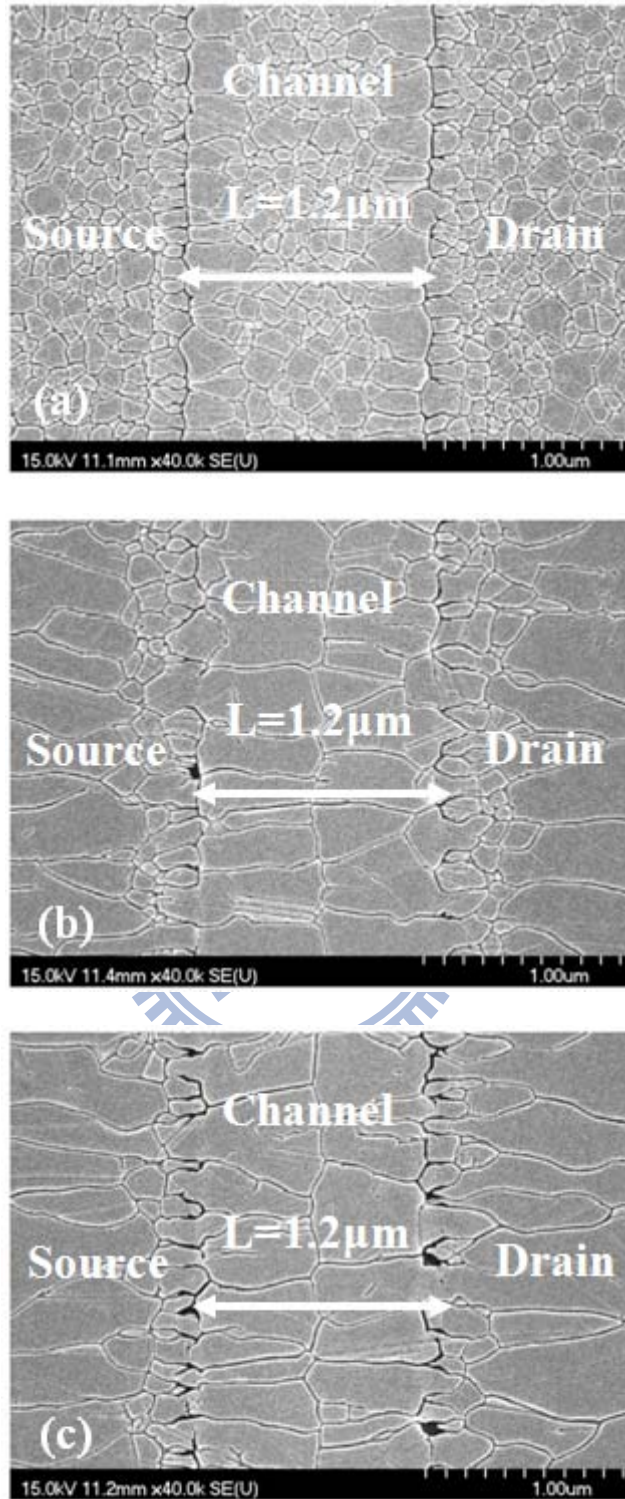 Channel
L=1.2μm
Source
Drain
(a)
15.0kV 11.1mm x40.0k SE(U) 1.00um
Channel
L=1.2μm
Source
Drain
(b)
15.0kV 11.4mm x40.0k SE(U) 1.00um
Channel
L=1.2μm
Source
Drain
(c)
15.0kV 11.2mm x40.0k SE(U) 1.00um